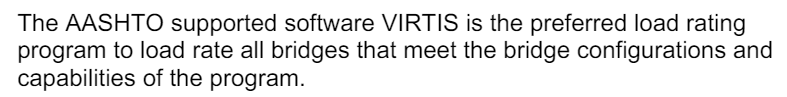 The AASHTO supported software VIRTIS is the preferred load rating
program to load rate all bridges that meet the bridge configurations and
capabilities of the program.